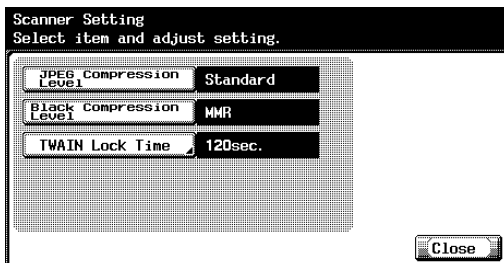 Scanner Setting
Select item and adjust setting.
JPEG Compression
Level
Standard
Black Compression
Level
MMR
TWAIN Lock Time
120sec.
Close